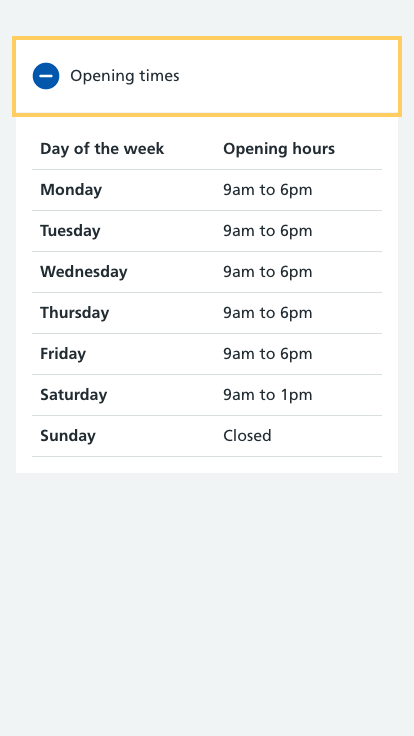 Opening times
Day of the week Opening hours
Monday 9am to 6pm
Tuesday 9am to 6pm
Wednesday 9am to 6pm
Thursday 9am to 6pm
Friday 9am to 6pm
Saturday 9am to 1pm
Sunday Closed